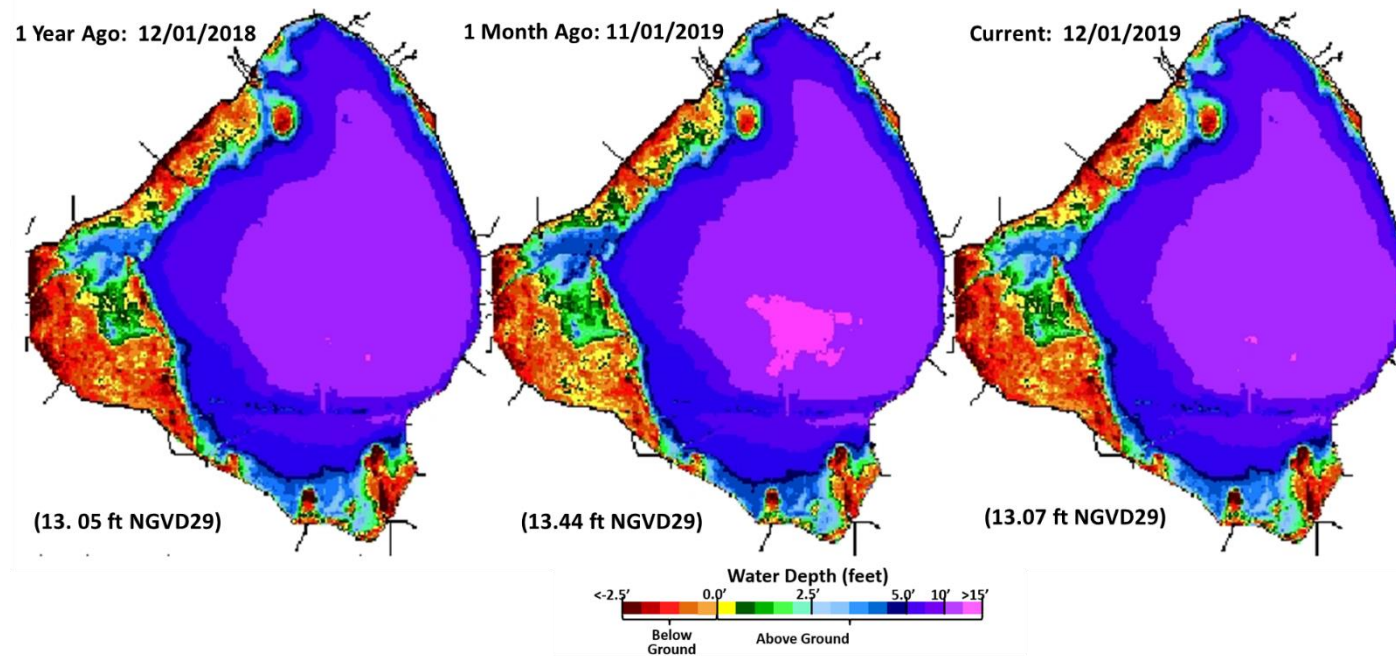 1 Year Ago: 12/01/2018
1 Month Ago: 11/01/2019
Current: 12/01/2019
(13. 05 ft NGVD29)
(13.44 ft NGVD29)
(13.07 ft NGVD29)
Water Depth (feet)
<-2.5' 0.0' 2.5' 5.0' 10' >15'
Below Ground Above Ground